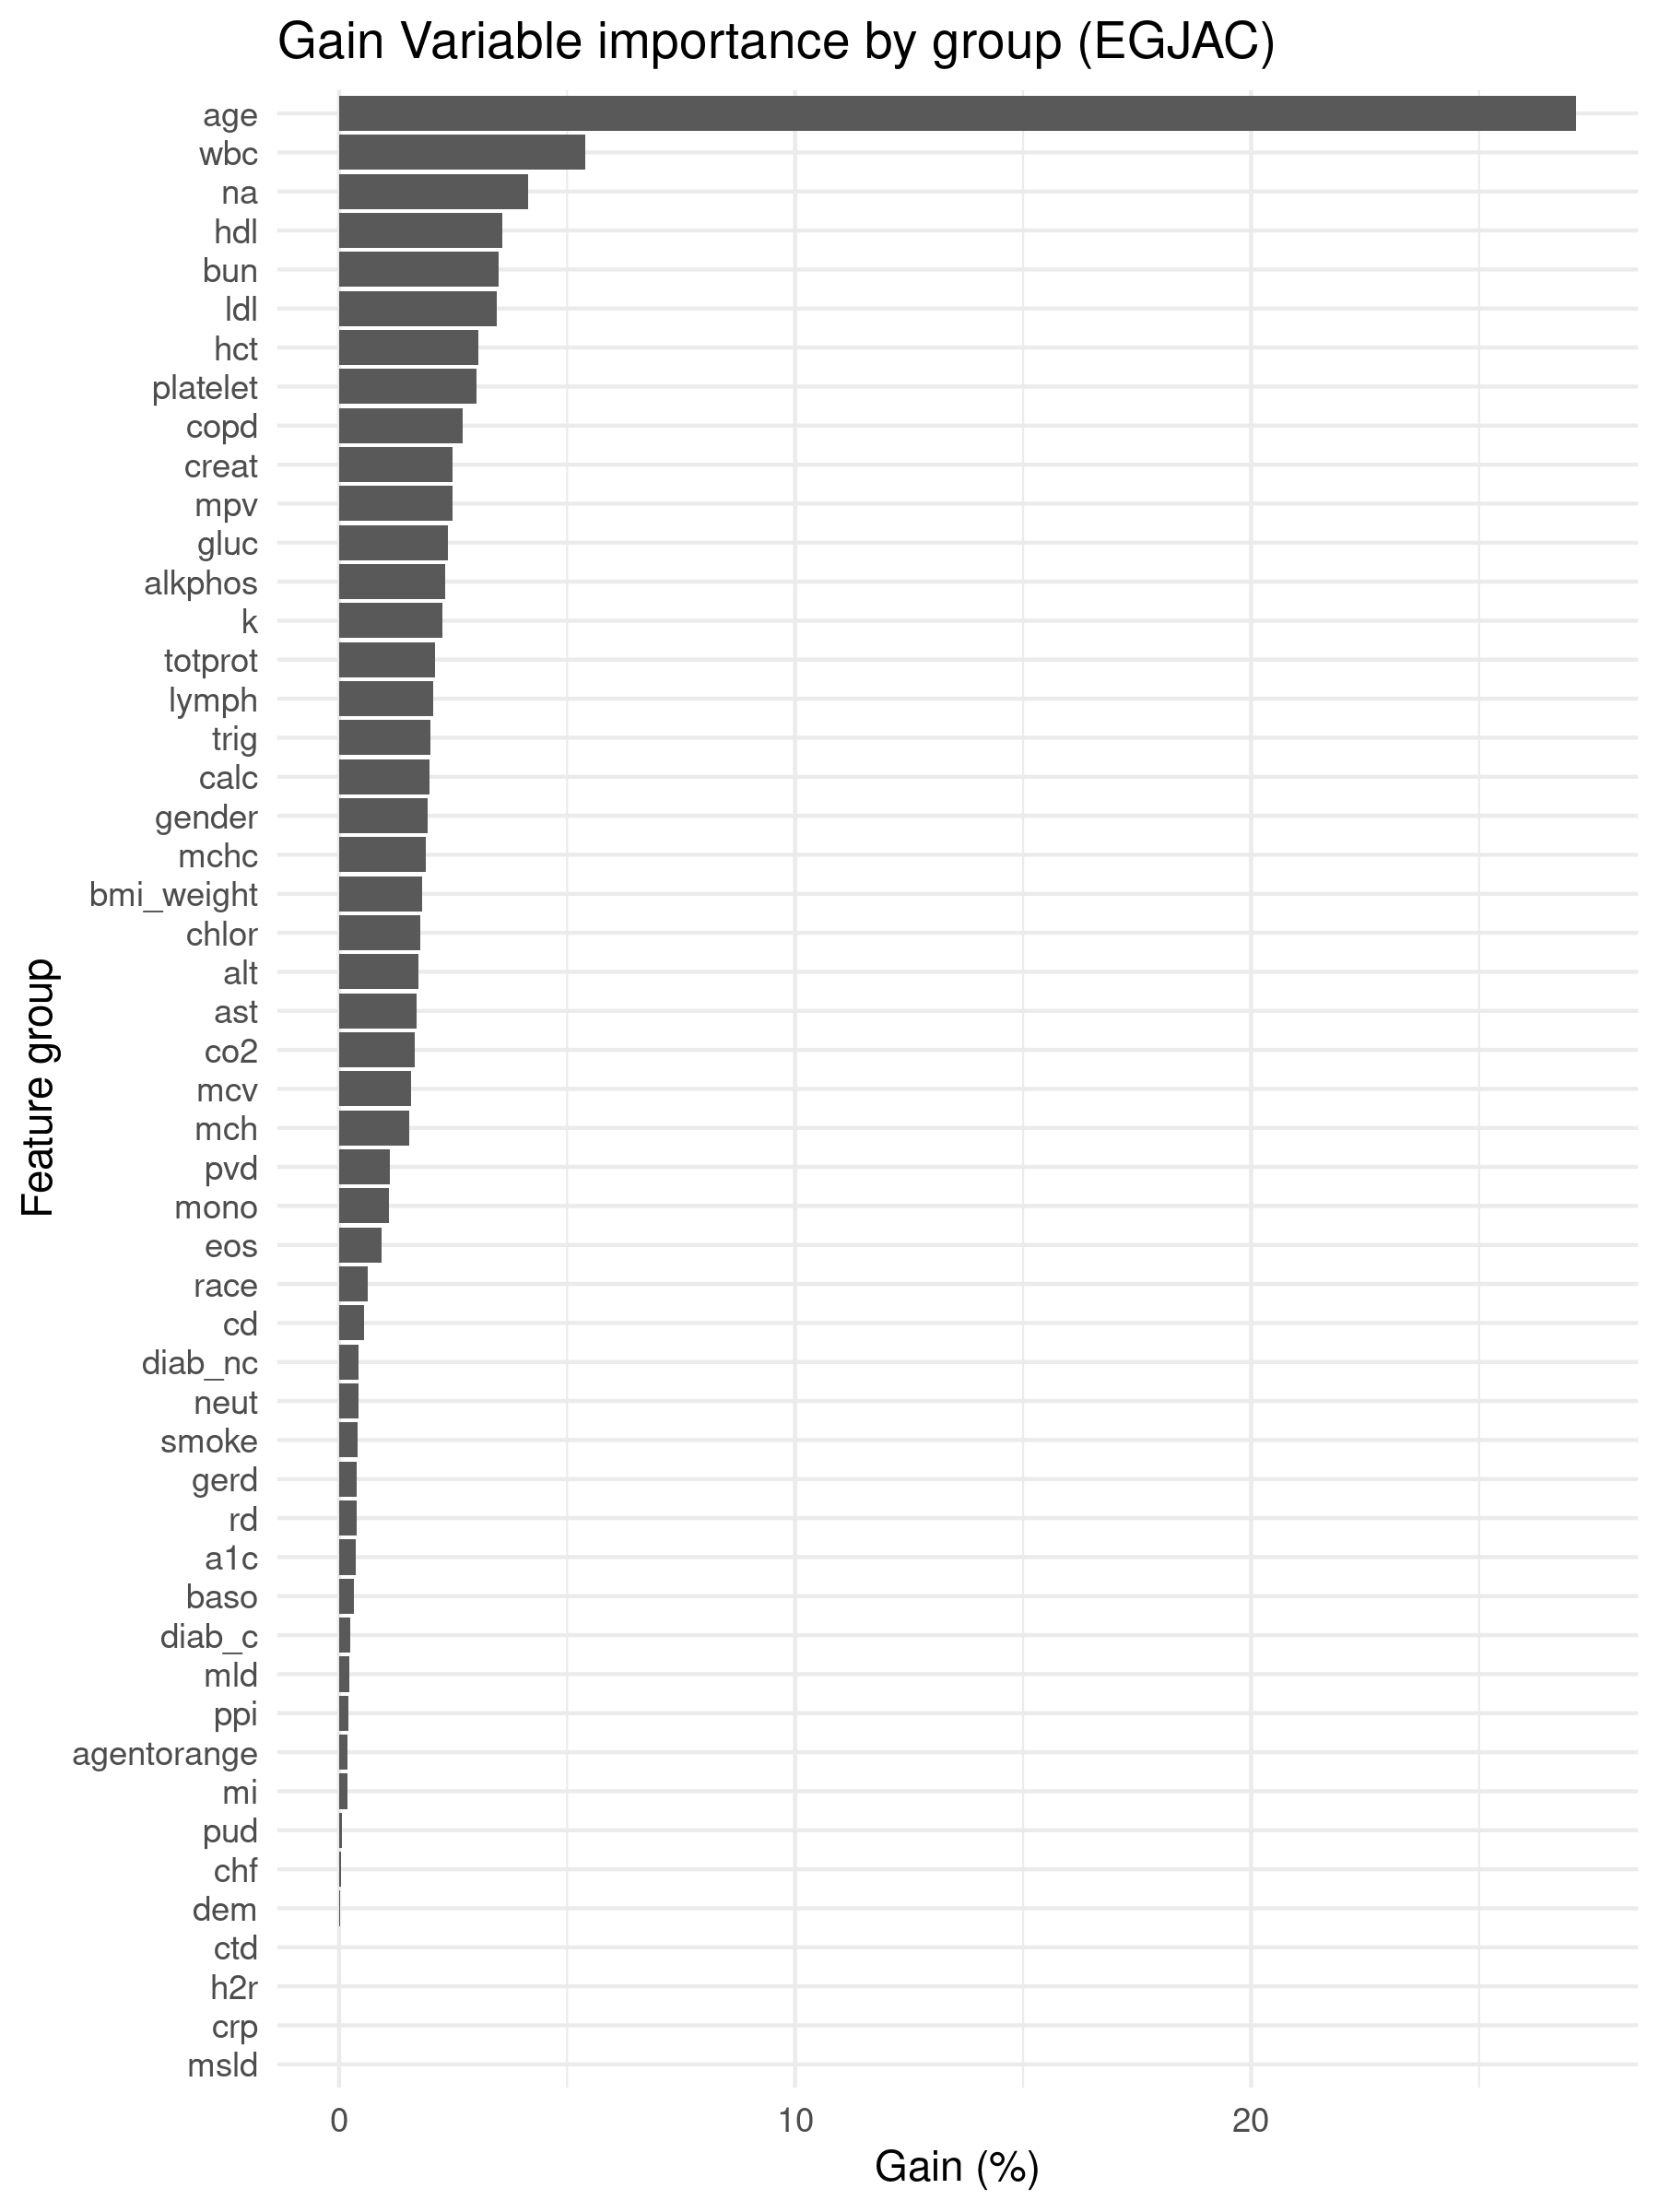 Gain Variable importance by group (EGJAC)
age
wbc
na
hdl
bun
ldl
hct
platelet
copd
creat
mpv
gluc
alkphos
k
totprot
lymph
trig
calc
gender
mchc
bmi_weight
chlor
alt
ast
co2
mcv
mch
pvd
mono
eos
race
cd
diab_nc
neut
smoke
gerd
rd
a1c
baso
diab_c
mld
ppi
agentorange
mi
pud
chf
dem
ctd
h2r
crp
msld
Feature group
0 10 20
Gain (%)